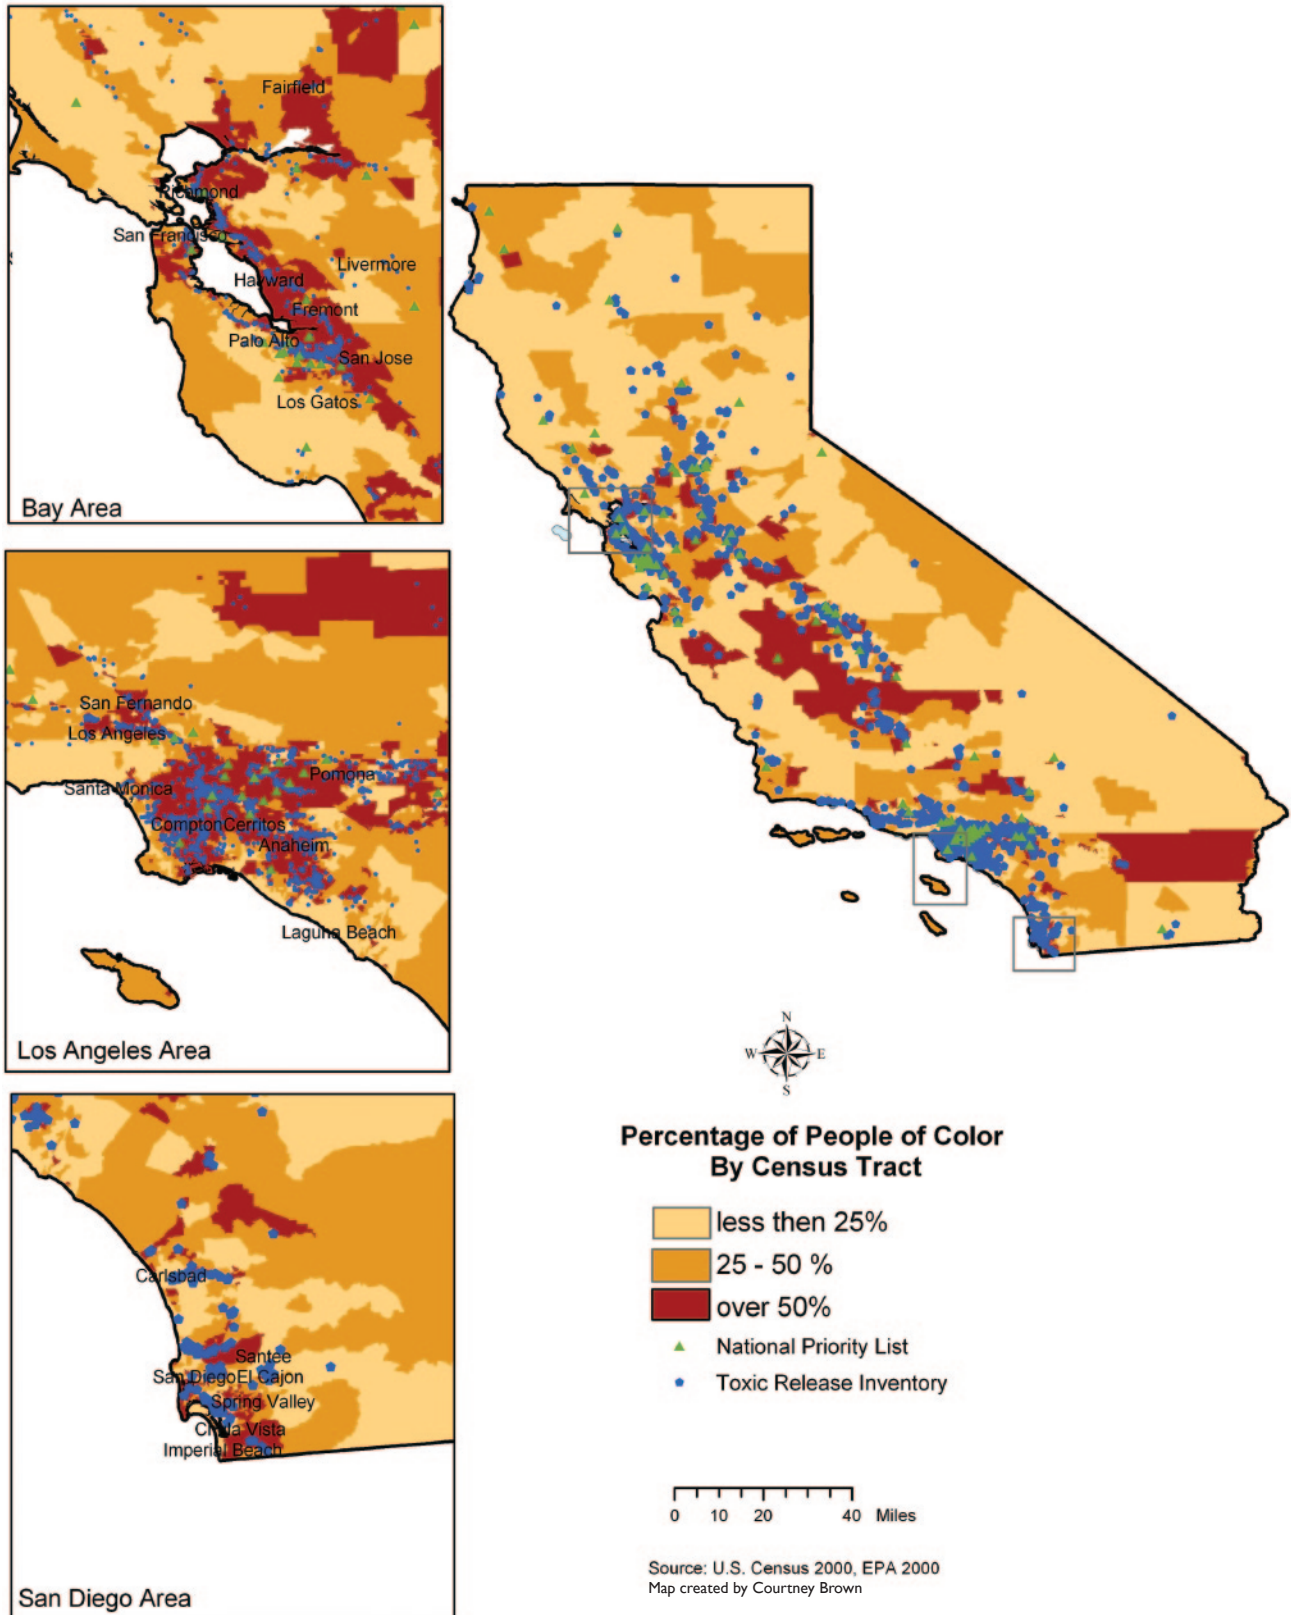 Fairfield
Richmond
San Francisco
Livermore
Hayward
Fremont
Palo Alto
San Jose
Los Gatos
Bay Area
San Fernando
Los Angeles
Pomona
Santa Monica
Compton Cerritos
Anaheim
Laguna Beach
Los Angeles Area
N
W E
S
Percentage of People of Color
By Census Tract
less then 25%
25 - 50 %
over 50%
National Priority List
Toxic Release Inventory
0 10 20 40 Miles
Source: U.S. Census 2000, EPA 2000
Map created by Courtney Brown
Carlsbad
Santee
San Diego El Cajon
Spring Valley
Chula Vista
Imperial Beach
San Diego Area